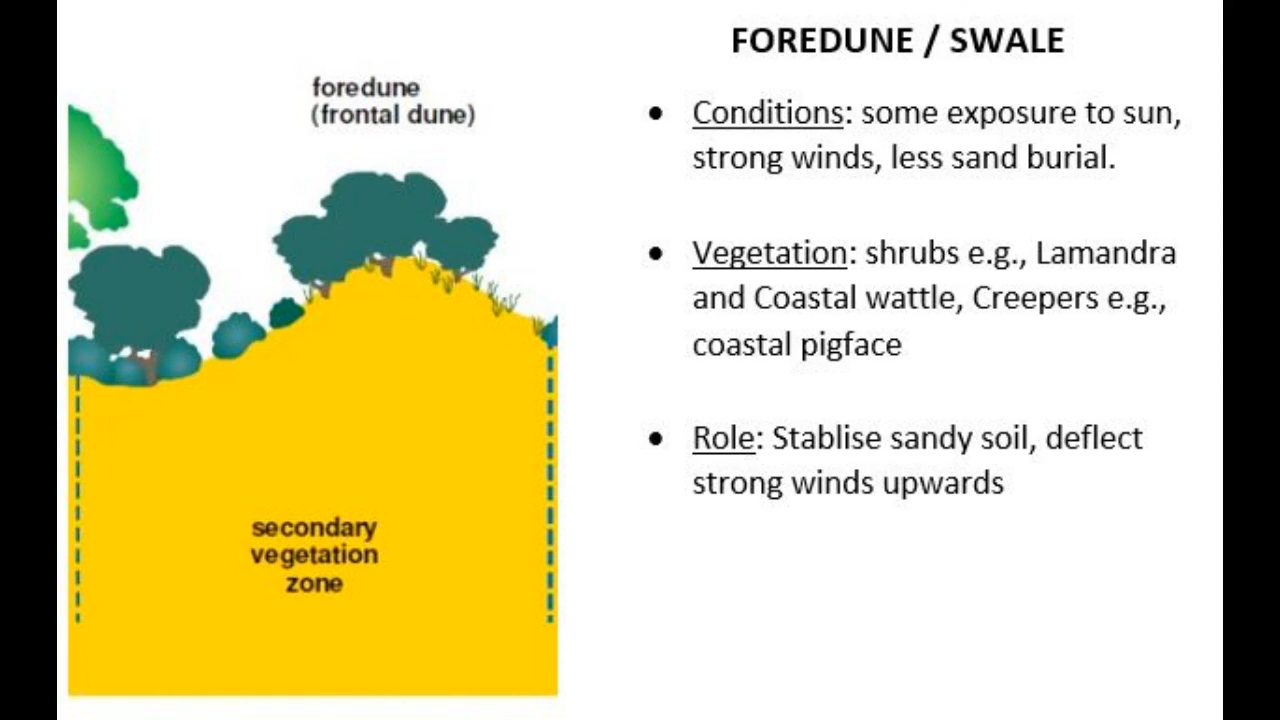 FOREDUNE / SWALE
foredune
(frontal dune)
secondary
vegetation
zone
Conditions: some exposure to sun,
strong winds, less sand burial.
Vegetation: shrubs e.g., Lamandra
and Coastal wattle, Creepers e.g.,
coastal pigface
Role: Stablise sandy soil, deflect
strong winds upwards